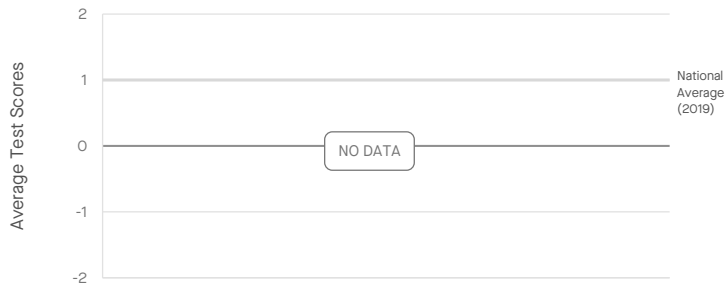 Average Test Scores
2
1
0
-1
-2
NO DATA
National
Average
(2019)